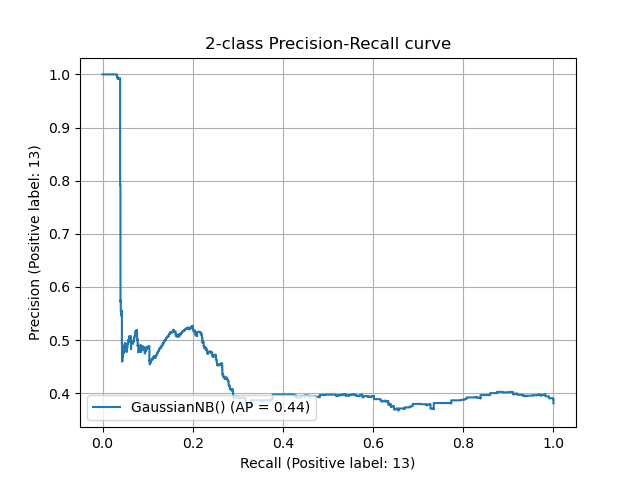 2-class Precision-Recall curve
1.0
0.9
0.8
0.7
0.6
0.5
0.4
Precision (Positive label: 13)
GaussianNB() (AP = 0.44)
0.0 0.2 0.4 0.6 0.8 1.0
Recall (Positive label: 13)